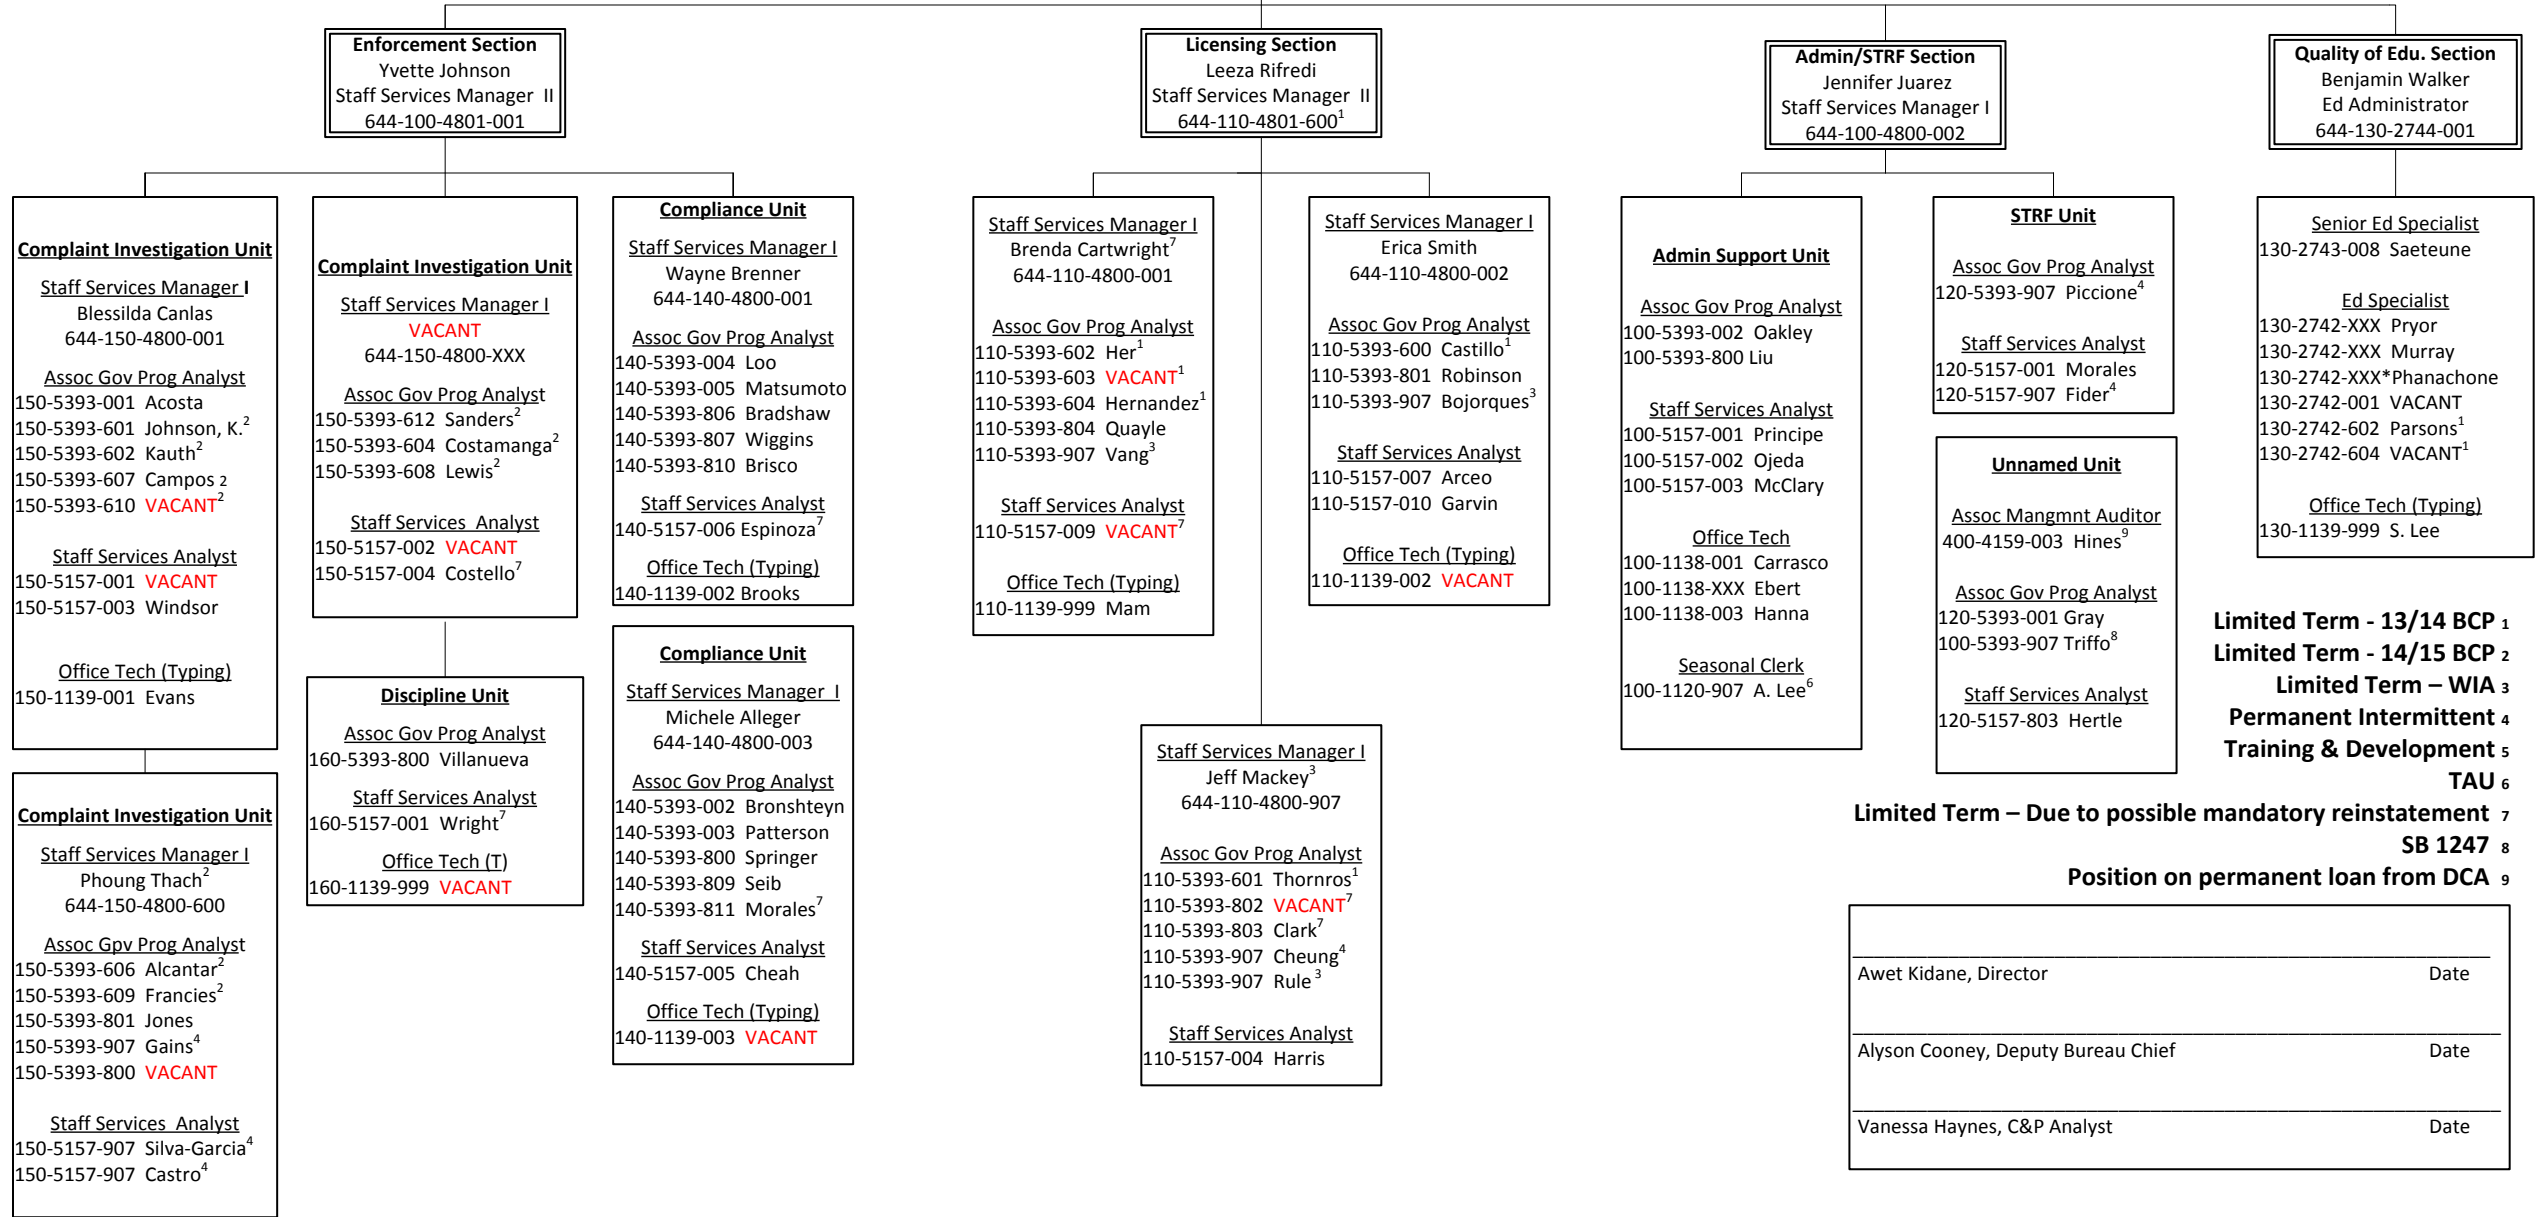 Enforcement Section
Yvette Johnson
Staff Services Manager  II
644-100-4801-001
Licensing Section
Leeza Rifredi
Staff Services Manager  II
644-110-4801-600¹
Admin/STRF Section
Jennifer Juarez
Staff Services Manager I
644-100-4800-002
Quality of Edu. Section
Benjamin Walker
Ed Administrator
644-130-2744-001
Complaint Investigation Unit
Staff Services Manager I
Blessilda Canlas
644-150-4800-001
Assoc Gov Prog Analyst
150-5393-001  Acosta
150-5393-601  Johnson, K.²
150-5393-602  Kauth²
150-5393-607  Campos 2
150-5393-610  VACANT²
Staff Services Analyst
150-5157-001  VACANT
150-5157-003  Windsor
Office Tech (Typing)
150-1139-001  Evans
Complaint Investigation Unit
Staff Services Manager I
Phoung Thach²
644-150-4800-600
Assoc Gpv Prog Analyst
150-5393-606  Alcantar²
150-5393-609  Francies²
150-5393-801  Jones
150-5393-907  Gains⁴
150-5393-800  VACANT
Staff Services  Analyst
150-5157-907  Silva-Garcia⁴
150-5157-907  Castro⁴
Complaint Investigation Unit
Staff Services Manager I
VACANT
644-150-4800-XXX
Assoc Gov Prog Analyst
150-5393-612  Sanders²
150-5393-604  Costamanga²
150-5393-608  Lewis²
Staff Services  Analyst
150-5157-002  VACANT
150-5157-004  Costello⁷
Discipline Unit
Assoc Gov Prog Analyst
160-5393-800  Villanueva
Staff Services Analyst
160-5157-001  Wright⁷
Office Tech (T)
160-1139-999  VACANT
Compliance Unit
Staff Services Manager I
Wayne Brenner
644-140-4800-001
Assoc Gov Prog Analyst
140-5393-004  Loo
140-5393-005  Matsumoto
140-5393-806  Bradshaw
140-5393-807  Wiggins
140-5393-810  Brisco
Staff Services Analyst
140-5157-006 Espinoza⁷
Office Tech (Typing)
140-1139-002 Brooks
Compliance Unit
Staff Services Manager  I
Michele Alleger
644-140-4800-003
Assoc Gov Prog Analyst
140-5393-002  Bronshteyn
140-5393-003  Patterson
140-5393-800  Springer
140-5393-809  Seib
140-5393-811  Morales⁷
Staff Services Analyst
140-5157-005  Cheah
Office Tech (Typing)
140-1139-003  VACANT
Staff Services Manager I
Brenda Cartwright⁷
644-110-4800-001
Assoc Gov Prog Analyst
110-5393-602  Her¹
110-5393-603  VACANT¹
110-5393-604  Hernandez¹
110-5393-804  Quayle
110-5393-907  Vang³
Staff Services Analyst
110-5157-009  VACANT⁷
Office Tech (Typing)
110-1139-999  Mam
Staff Services Manager I
Erica Smith
644-110-4800-002
Assoc Gov Prog Analyst
110-5393-600  Castillo¹
110-5393-801  Robinson
110-5393-907  Bojorques³
Staff Services Analyst
110-5157-007  Arceo
110-5157-010  Garvin
Office Tech (Typing)
110-1139-002  VACANT
Staff Services Manager I
Jeff Mackey³
644-110-4800-907
Assoc Gov Prog Analyst
110-5393-601  Thornros¹
110-5393-802  VACANT⁷
110-5393-803  Clark⁷
110-5393-907  Cheung⁴
110-5393-907  Rule ³
Staff Services Analyst
110-5157-004  Harris
Admin Support Unit
Assoc Gov Prog Analyst
100-5393-002  Oakley
100-5393-800 Liu
Staff Services Analyst
100-5157-001  Principe
100-5157-002  Ojeda
100-5157-003  McClary
Office Tech
100-1138-001  Carrasco
100-1138-XXX  Ebert
100-1138-003  Hanna
Seasonal Clerk
100-1120-907  A. Lee⁶
STRF Unit
Assoc Gov Prog Analyst
120-5393-907  Piccione⁴
Staff Services Analyst
120-5157-001  Morales
120-5157-907  Fider⁴
Unnamed Unit
Assoc Mangmnt Auditor
400-4159-003  Hines⁹
Assoc Gov Prog Analyst
120-5393-001 Gray
100-5393-907 Triffo⁸
Staff Services Analyst
120-5157-803  Hertle
Senior Ed Specialist
130-2743-008  Saeteune
Ed Specialist
130-2742-XXX  Pryor
130-2742-XXX  Murray
130-2742-XXX*Phanachone
130-2742-001  VACANT
130-2742-602  Parsons¹
130-2742-604  VACANT¹
Office Tech (Typing)
130-1139-999  S. Lee
Limited Term - 13/14 BCP 1
Limited Term - 14/15 BCP 2
Limited Term – WIA 3
Permanent Intermittent 4
Training & Development 5
TAU 6
Limited Term – Due to possible mandatory reinstatement 7
SB 1247 8
Position on permanent loan from DCA 9
Awet Kidane, Director Date
Alyson Cooney, Deputy Bureau Chief Date
Vanessa Haynes, C&P Analyst Date